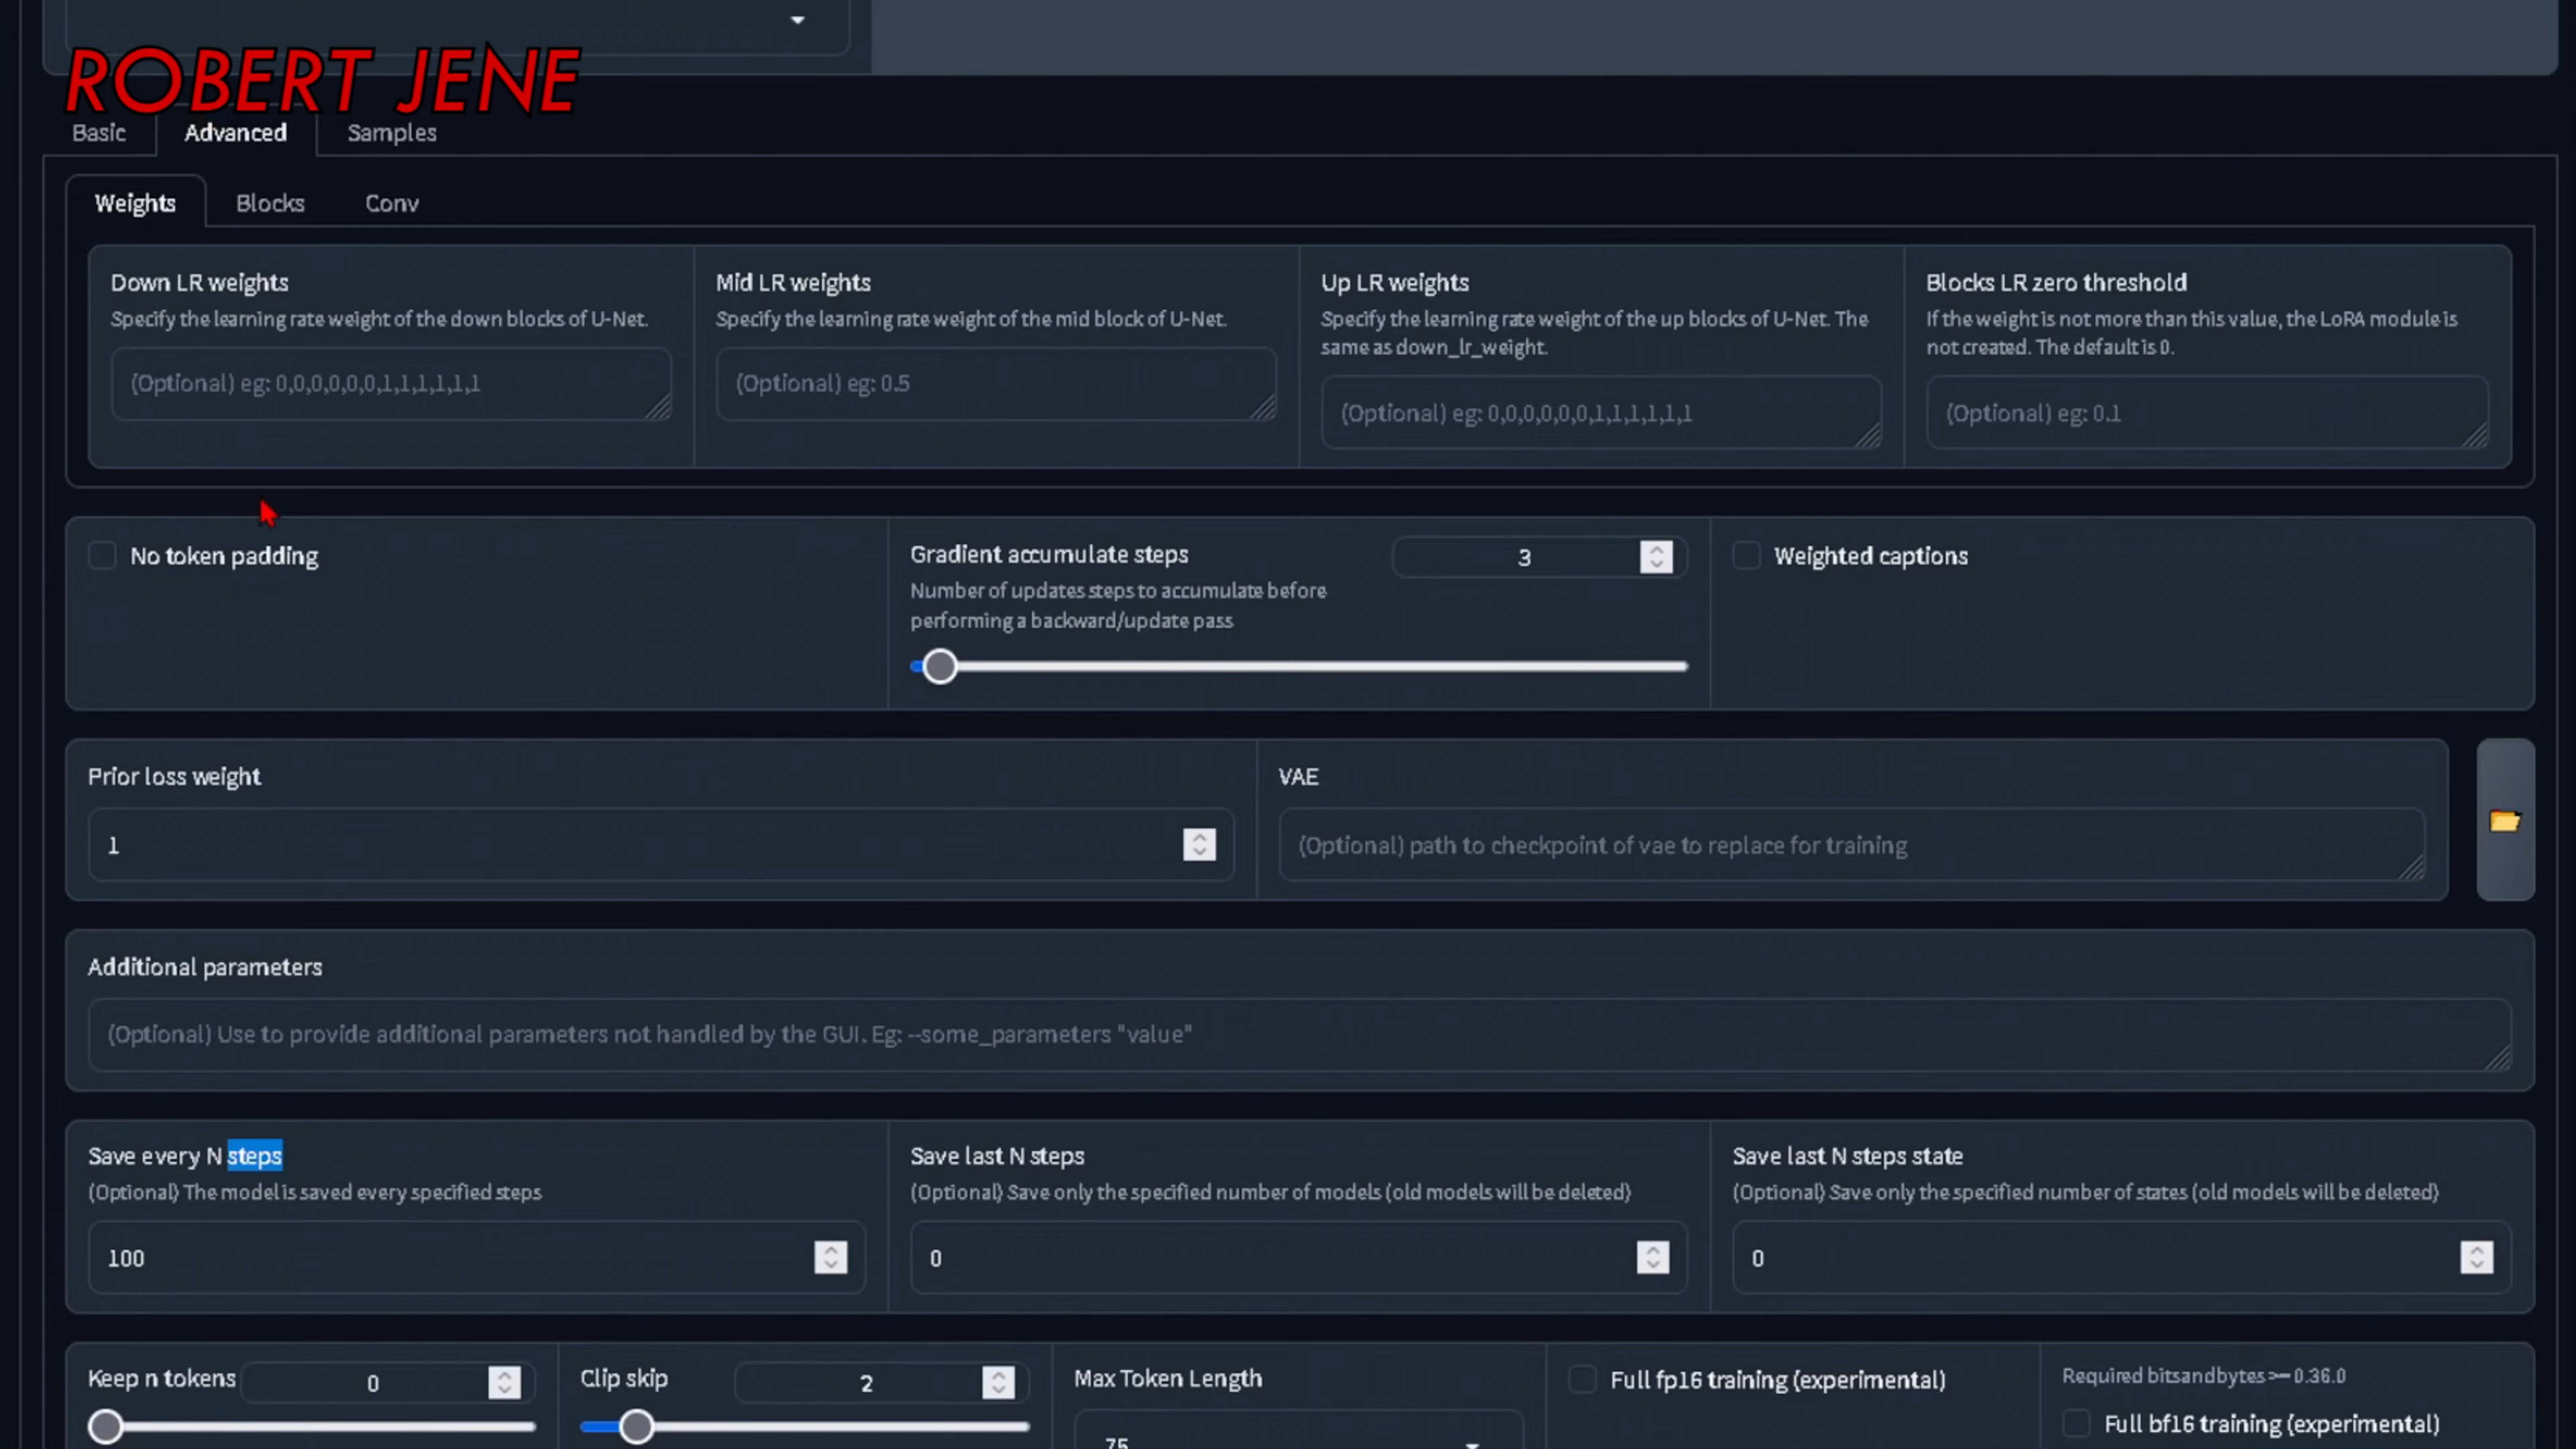 ROBERT JENE
Basic
Advanced
Samples
Weights
Blocks
Conv
Down LR weights
Specify the learning rate weight of the down blocks of U-Net.
(Optional) eg: 0,0,0,0,0,0,1,1,1,1,1,1
Mid LR weights
Specify the learning rate weight of the mid block of U-Net.
(Optional) eg: 0.5
Up LR weights
Specify the learning rate weight of the up blocks of U-Net. The
same as down_lr_weight.
(Optional) eg: 0,0,0,0,0,0,1,1,1,1,1,1
Blocks LR zero threshold
If the weight is not more than this value, the LoRA module is
not created. The default is 0.
(Optional) eg: 0.1
No token padding
Gradient accumulate steps
3
Number of updates steps to accumulate before
performing a backward/update pass
Weighted captions
Prior loss weight
1
VAE
(Optional) path to checkpoint of vae to replace for training
Additional parameters
(Optional) Use to provide additional parameters not handled by the GUI. Eg: --some_parameters "value"
Save every N steps
(Optional) The model is saved every specified steps
100
Save last N steps
(Optional) Save only the specified number of models (old models will be deleted)
0
Save last N steps state
(Optional) Save only the specified number of states (old models will be deleted)
0
Keep n tokens
0
Clip skip
2
Max Token Length
75
Full fp16 training (experimental)
Required bitsandbytes >= 0.36.0
Full bf16 training (experimental)